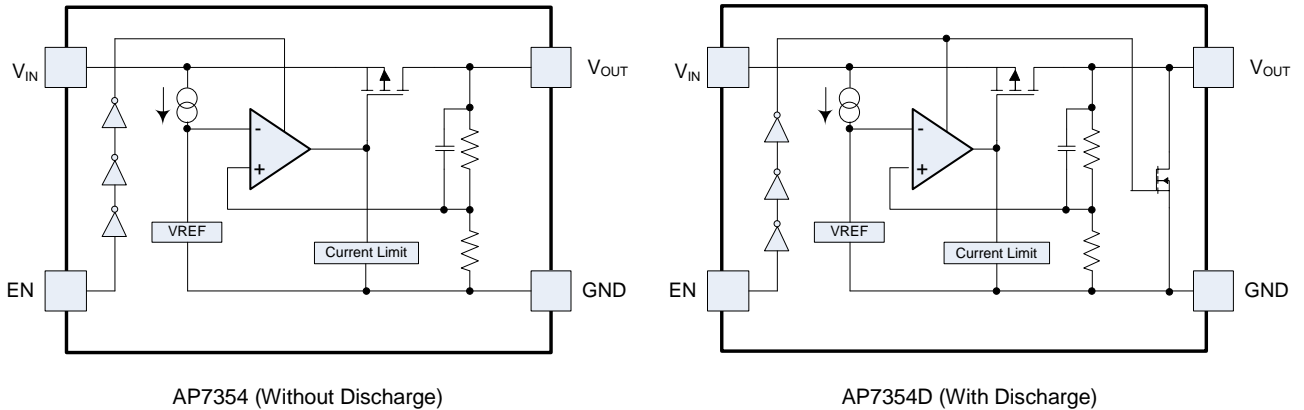 VIN
VOUT
-
+
VREF
Current Limit
EN
GND
AP7354 (Without Discharge)
VIN
VOUT
-
+
VREF
Current Limit
EN
GND
AP7354D (With Discharge)